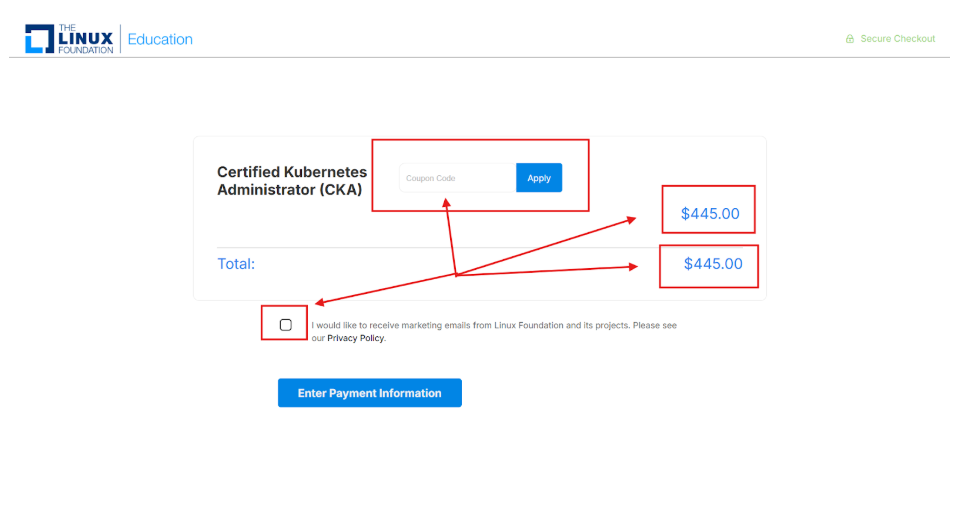 THE
LINUX
FOUNDATION
Education
Secure Checkout
Certified Kubernetes
Administrator (CKA)
Coupon Code
Apply
$445.00
Total:
$445.00
I would like to receive marketing emails from Linux Foundation and its projects. Please see
our Privacy Policy.
Enter Payment Information